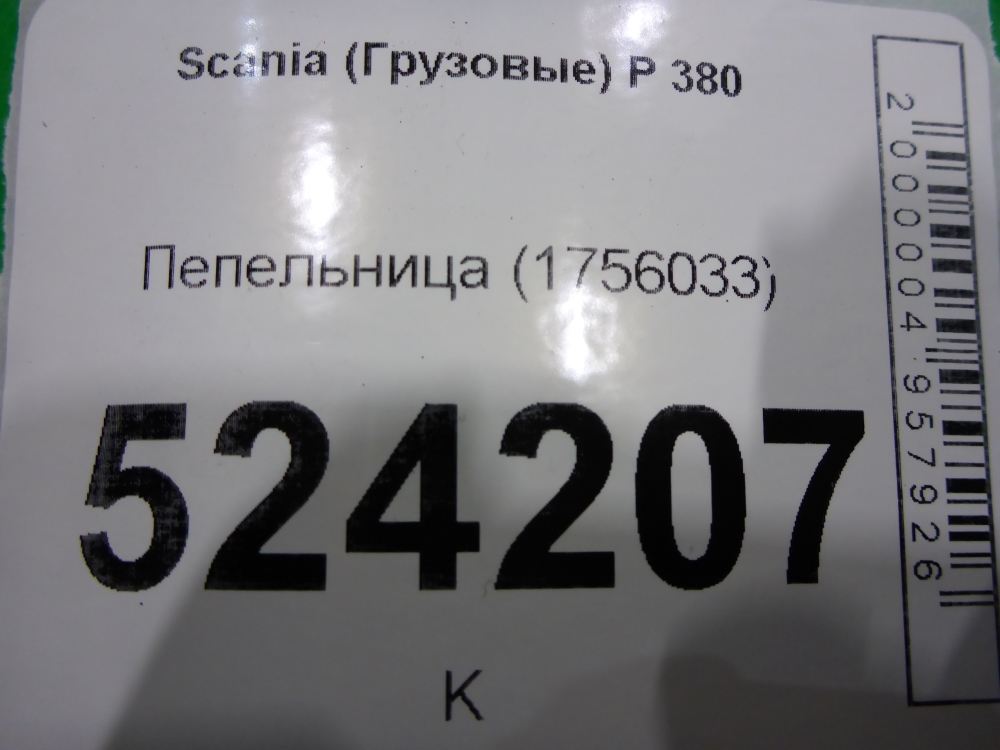 Scania (Грузовые) P 380
Пепельница (1756033)
524207
K
2000004957926